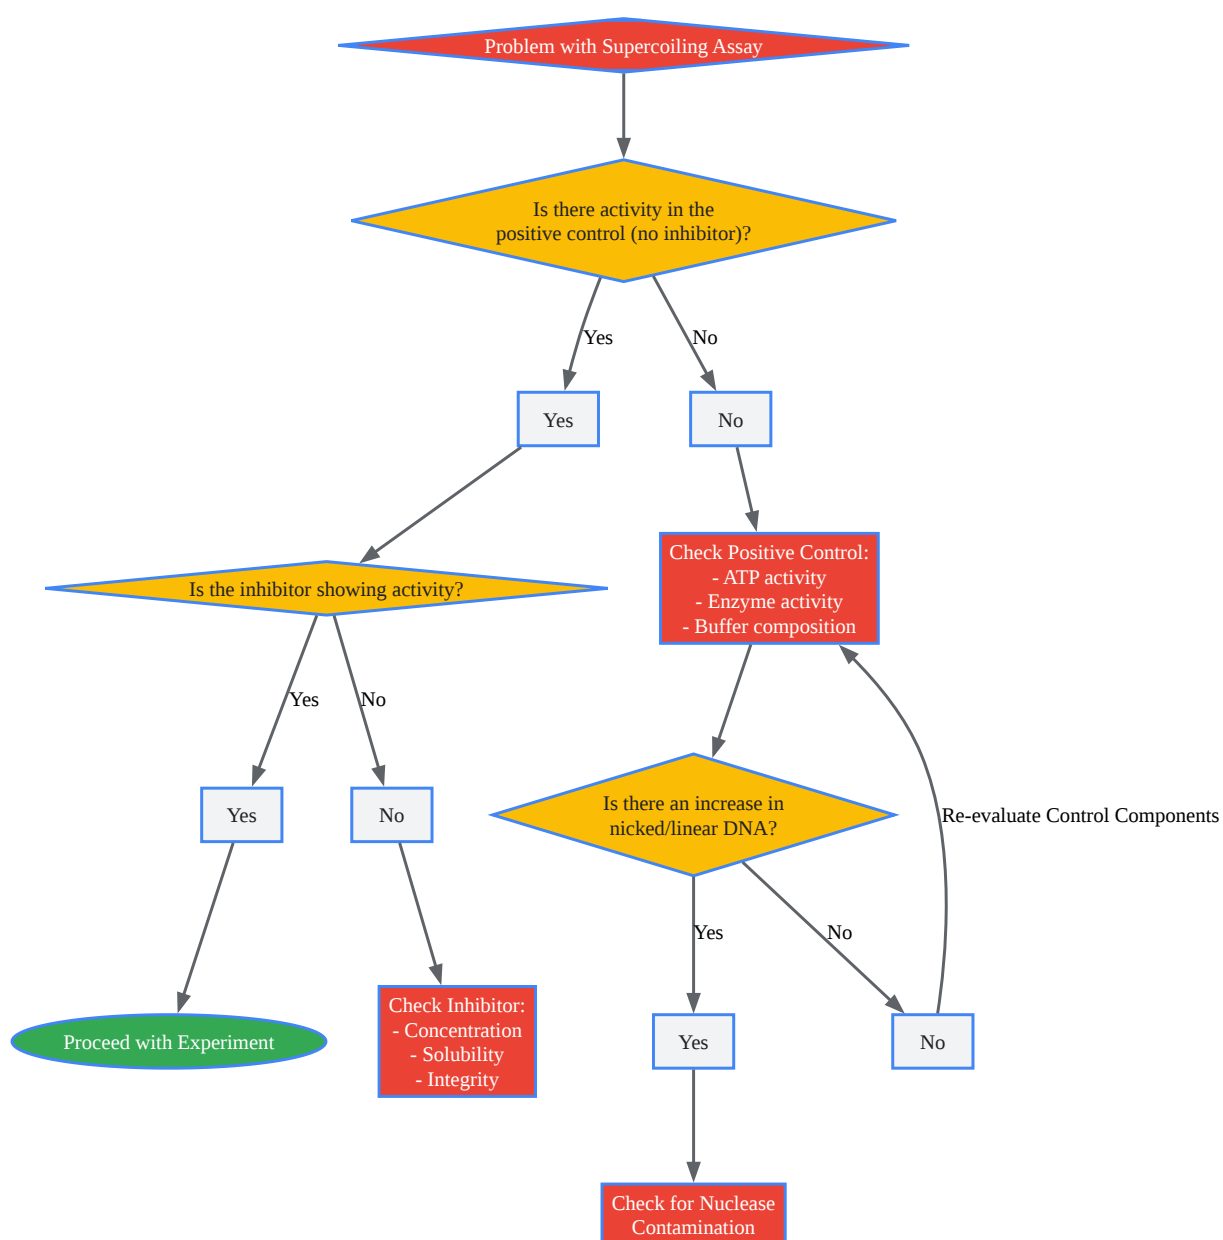 Problem with Supercoiling Assay
Is there activity in the
positive control (no inhibitor)?
Yes
No
Yes
No
Check Positive Control:
- ATP activity
- Enzyme activity
- Buffer composition
Is the inhibitor showing activity?
Yes
No
Yes
No
Is there an increase in
nicked/linear DNA?
Re-evaluate Control Components
Yes
No
Proceed with Experiment
Check Inhibitor:
- Concentration
- Solubility
- Integrity
Yes
No
Check for Nuclease
Contamination